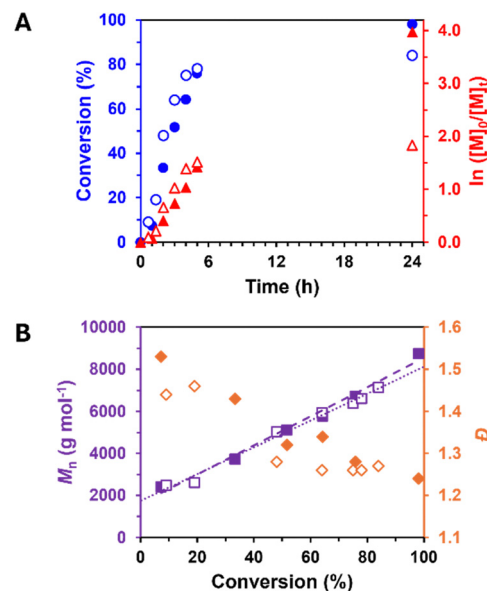 A
Conversion (%)
100
80
60
40
20
0
4.0
3.0
2.0
1.0
0.0
ln ([M]0/[M]t)
0 6 12 18 24
Time (h)
B
Mn (g mol-1)
10000
8000
6000
4000
2000
0
1.6
1.5
1.4
1.3
1.2
1.1
Đ
0 20 40 60 80 100
Conversion (%)